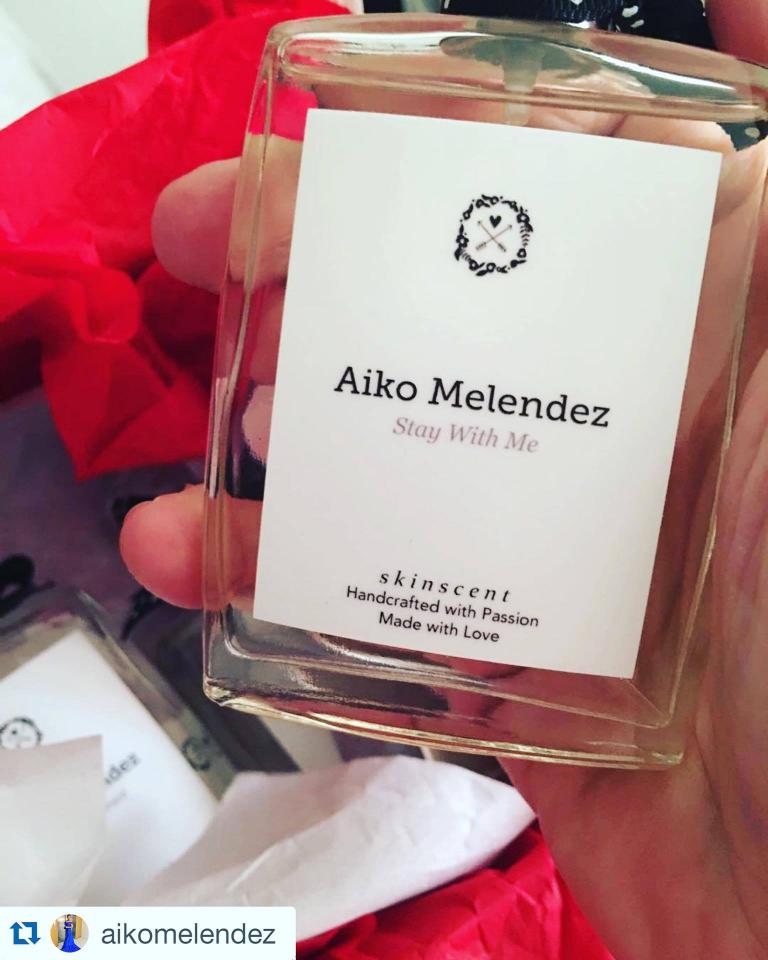 Aiko Melendez
Stay With Me
skinscent
Handcrafted with Passion
Made with Love
aikomelendez